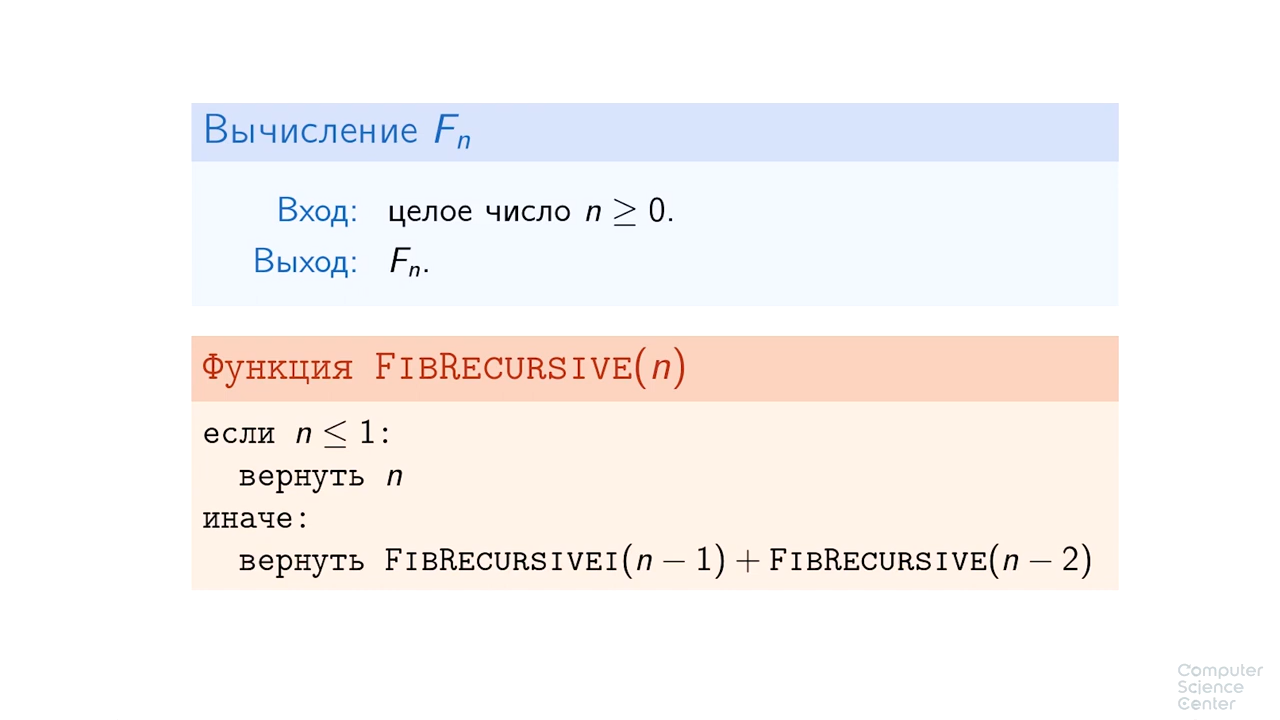 Вычисление Fn
Вход: целое число n ≥ 0.
Выход: Fn.
Функция FIBRECURSIVE(n)
если n ≤ 1:
вернуть n
иначе:
вернуть FIBRECURSIVEI(n − 1) + FIBRECURSIVE(n − 2)
Computer
Science
Center